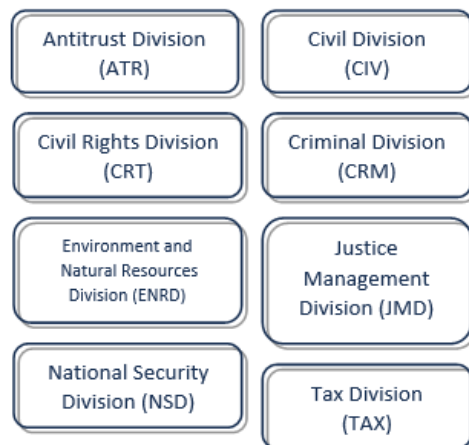 Antitrust Division
(ATR)
Civil Division
(CIV)
Civil Rights Division
(CRT)
Criminal Division
(CRM)
Environment and
Natural Resources
Division (ENRD)
Justice
Management
Division (JMD)
National Security
Division (NSD)
Tax Division
(TAX)